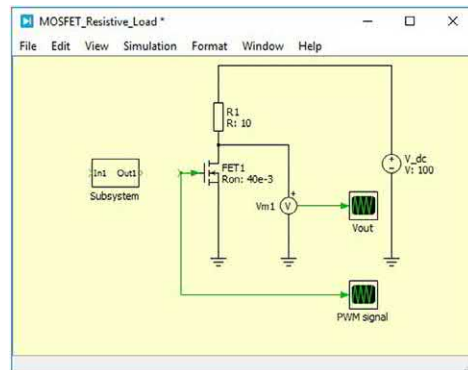 MOSFET_Resistive_Load *
File Edit View Simulation Format Window Help
R1
R: 10
V_dc
V: 100
FET1
Ron: 40e-3
In1 Out1
Subsystem
+
Vm1 V
Vout
PWM signal